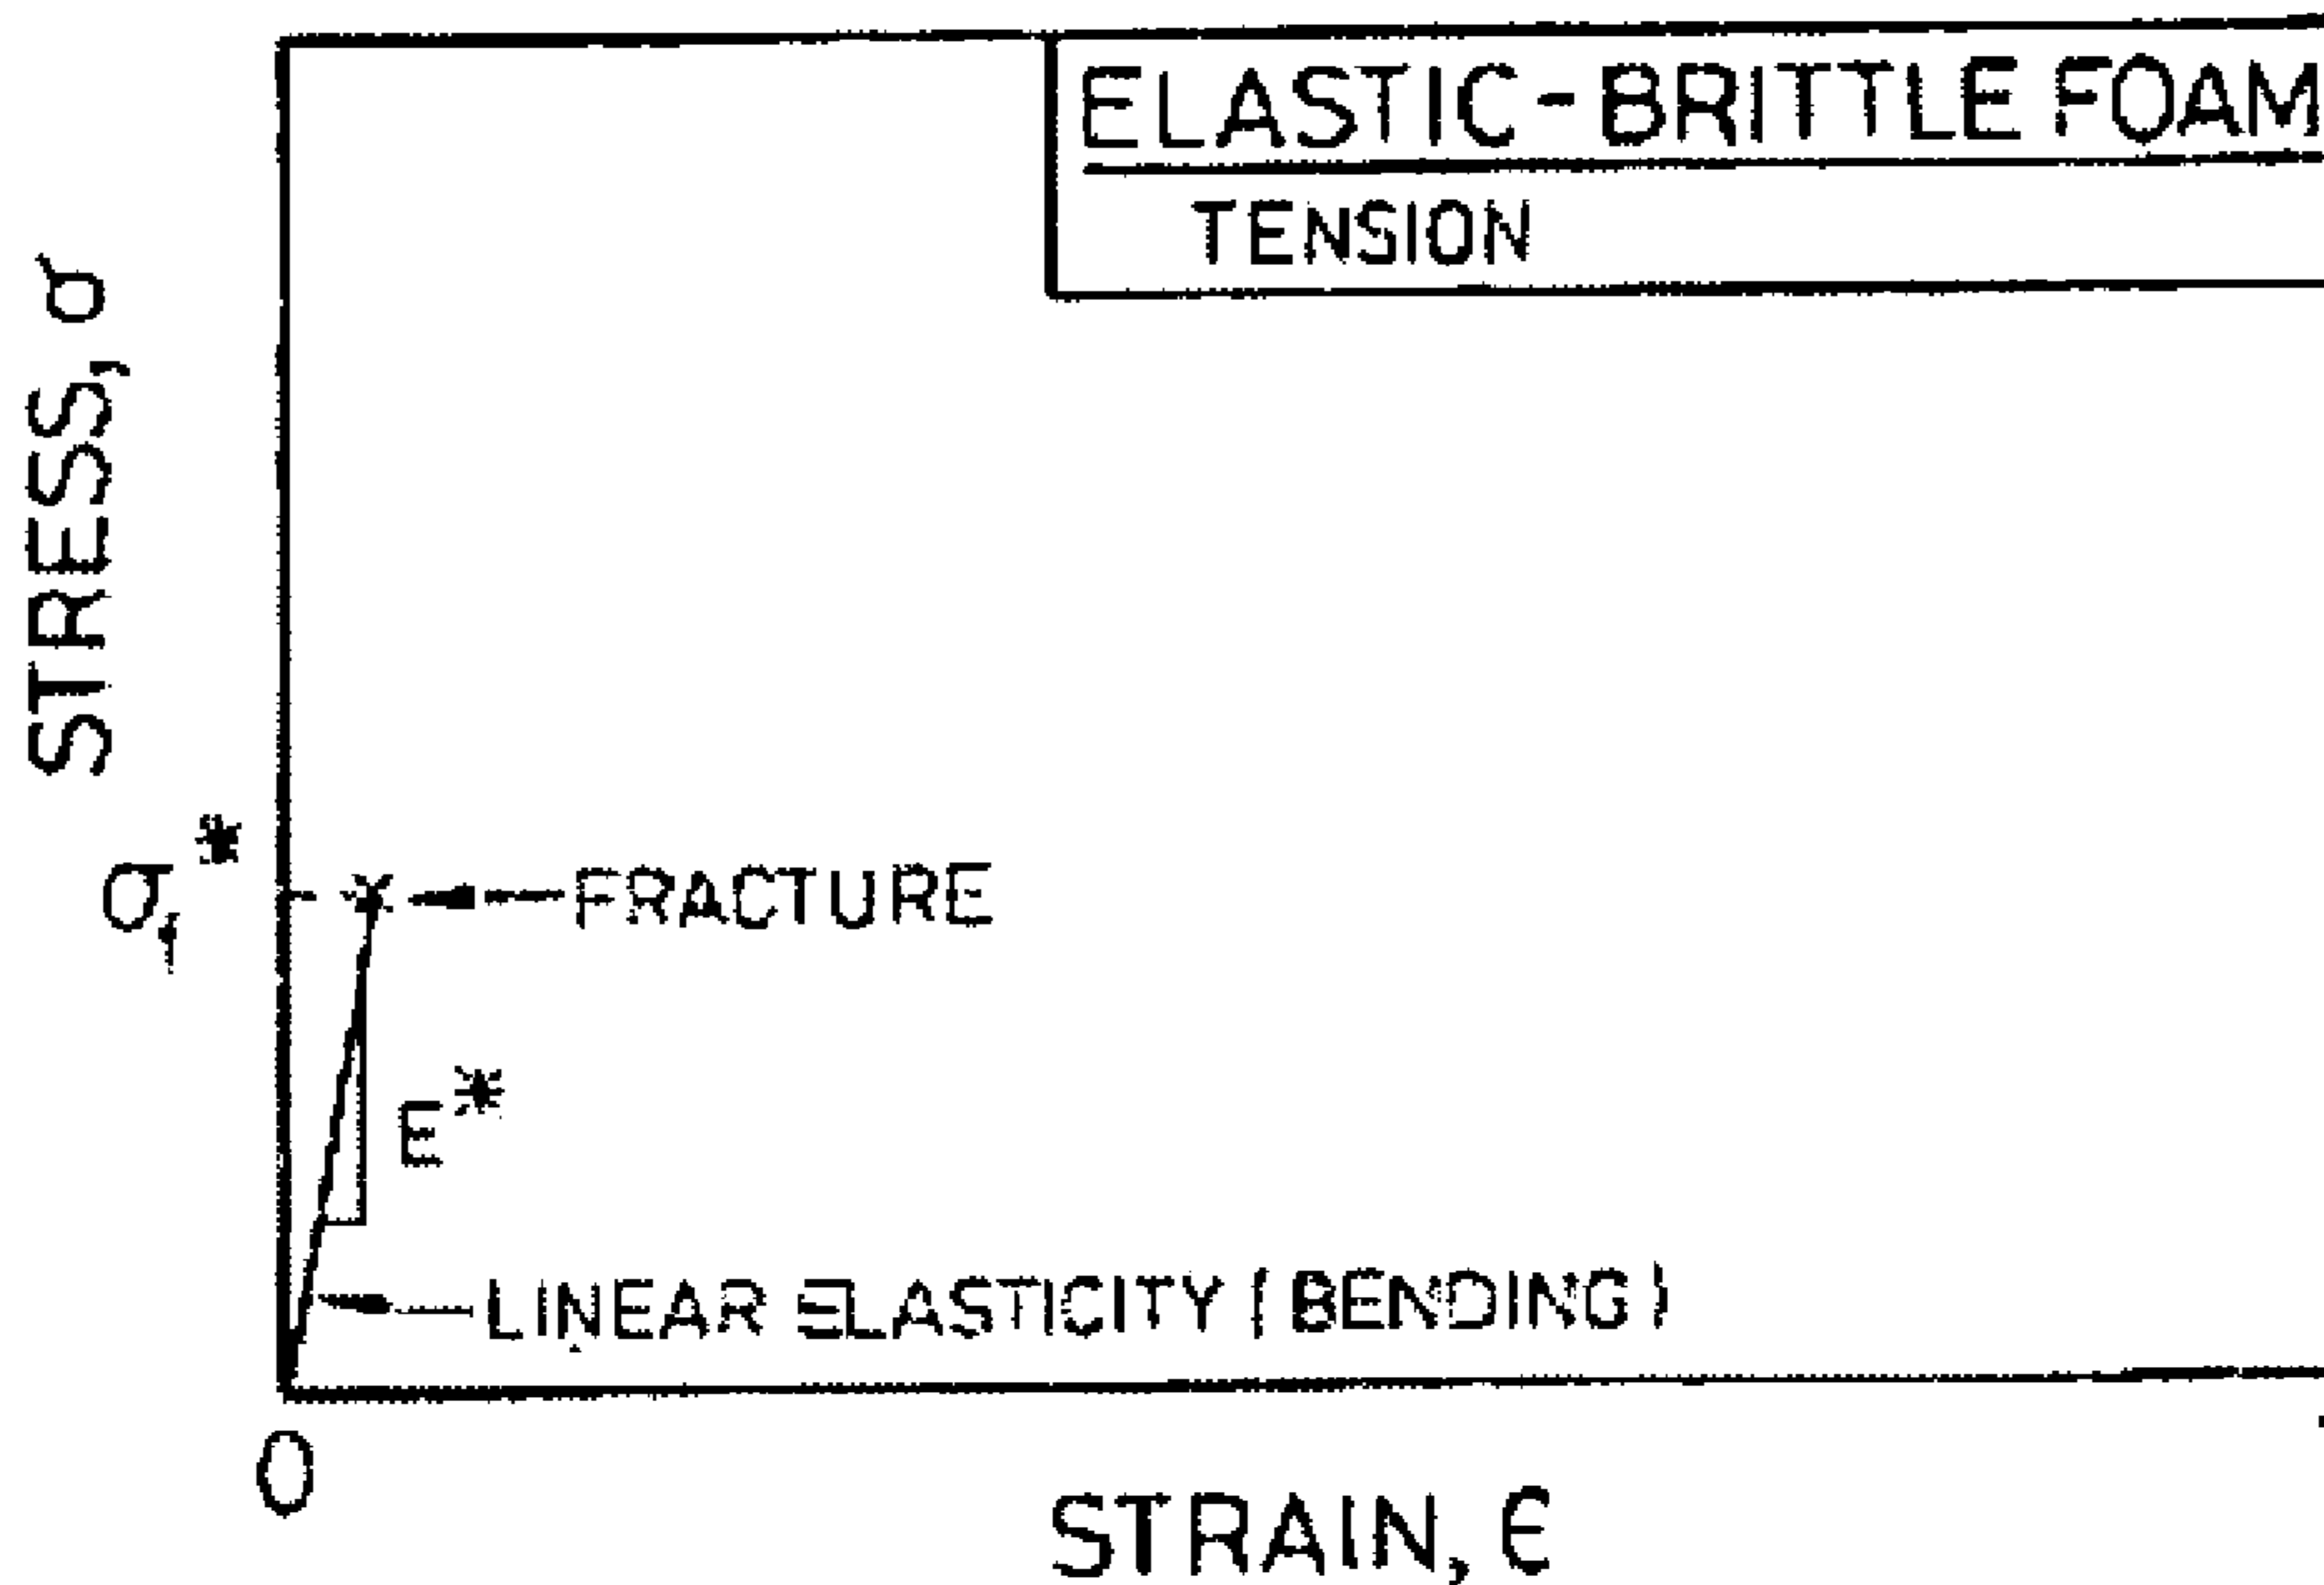 ELASTIC-BRITTLE FOAM
TENSION
STRESS, σ
σf*
FRACTURE
E*
LINEAR ELASTICITY (BENDING)
0
STRAIN, ϵ